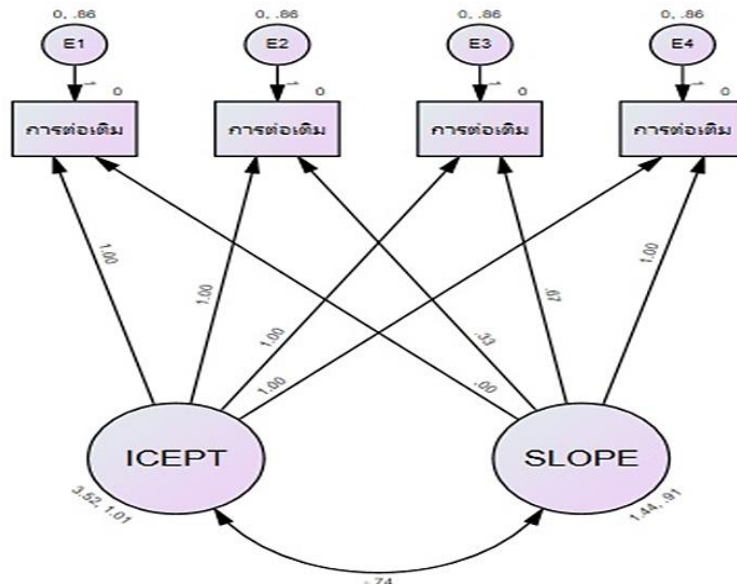 0, .86 0, .86 0, .86 0, .86
E1 E2 E3 E4
1 0 1 0 1 0 1 0
การต่อเติม การต่อเติม การต่อเติม การต่อเติม
1.00 1.00 1.00 1.00 .00 .33 .67 1.00
ICEPT SLOPE
3.52, 1.01 1.44, .91
-.74